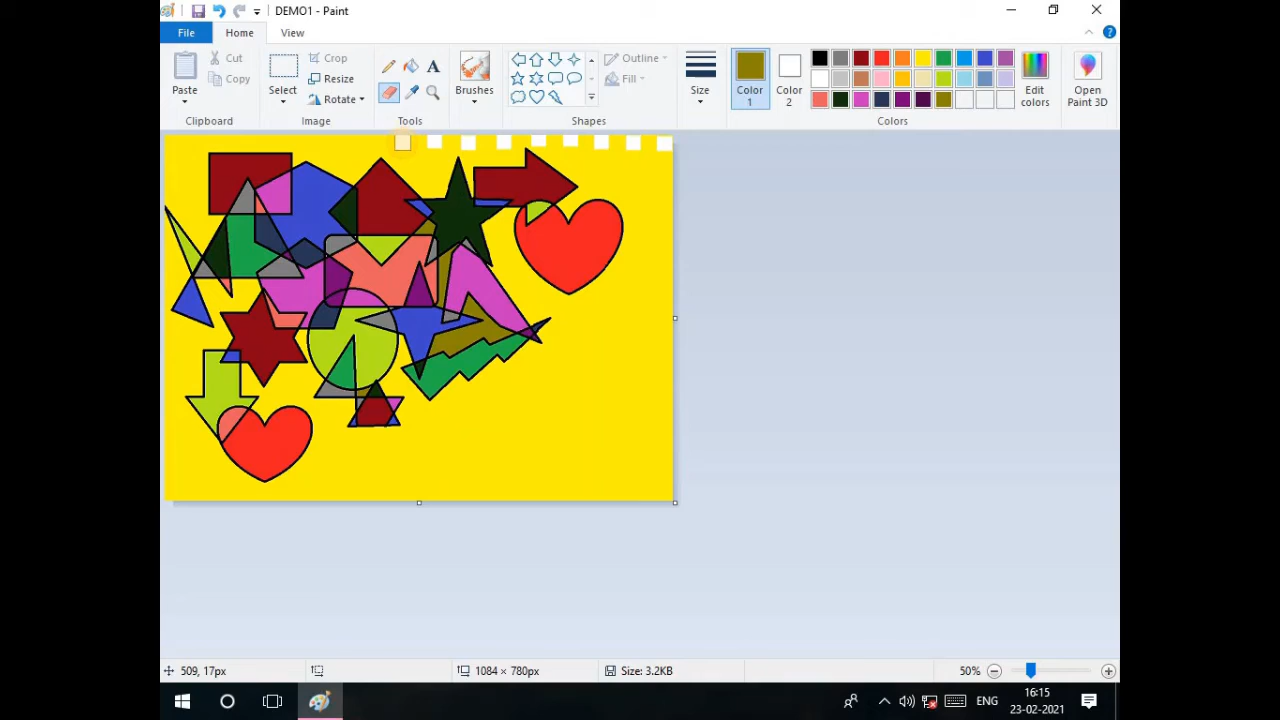 DEMO1 - Paint
File Home View
Paste
Cut
Copy
Clipboard
Select
Crop
Resize
Rotate
Image
A
Tools
Brushes
Outline
Fill
Shapes
Size
Color
1
Color
2
Edit
colors
Colors
Open
Paint 3D
509, 17px
1084 × 780px
Size: 3.2KB
50%
ENG
16:15
23-02-2021